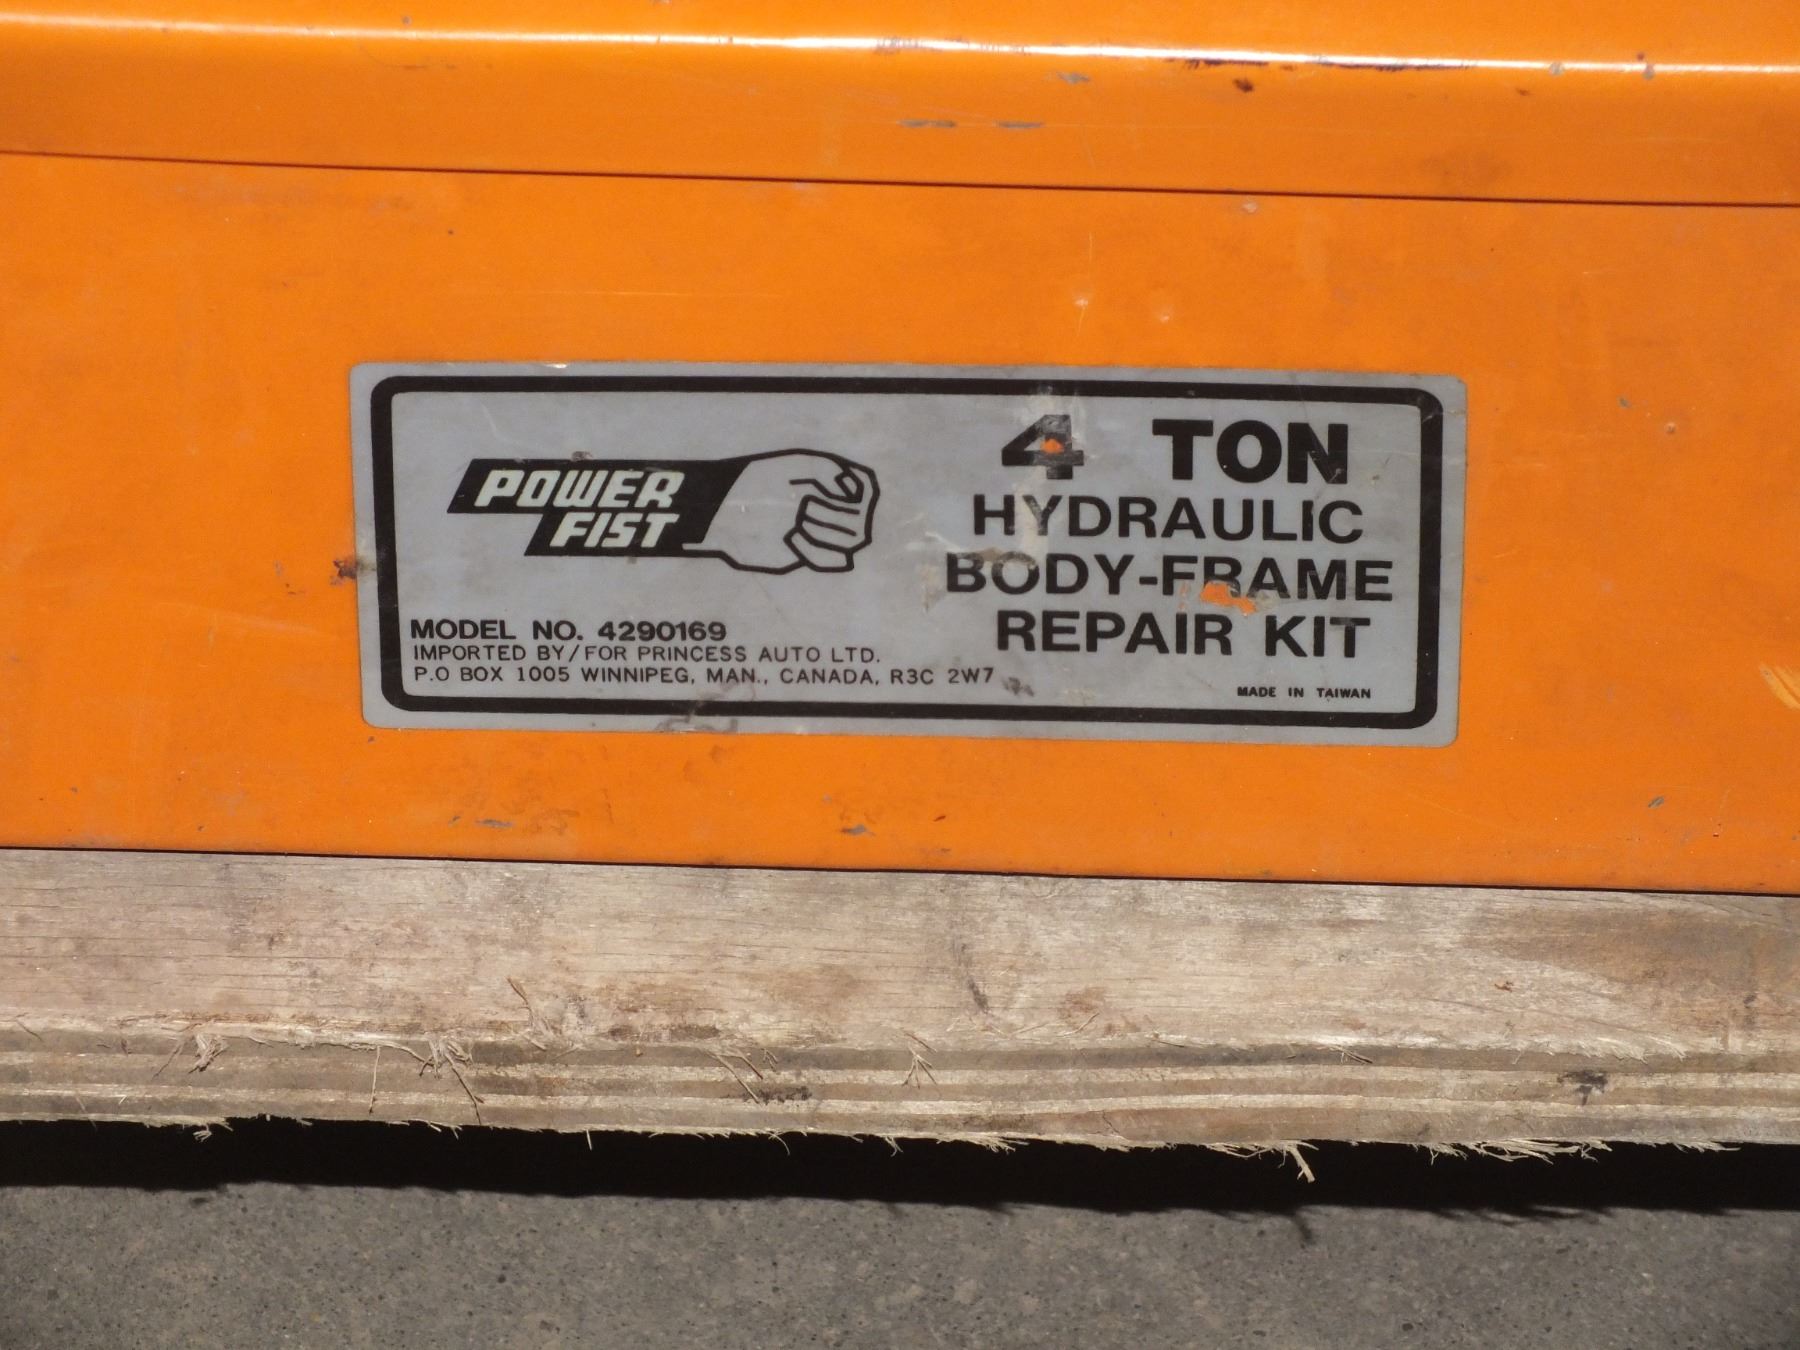 POWER
FIST
4 TON
HYDRAULIC
BODY-FRAME
REPAIR KIT
MODEL NO. 4290169
IMPORTED BY/FOR PRINCESS AUTO LTD.
P.O BOX 1005 WINNIPEG, MAN., CANADA, R3C 2W7
MADE IN TAIWAN